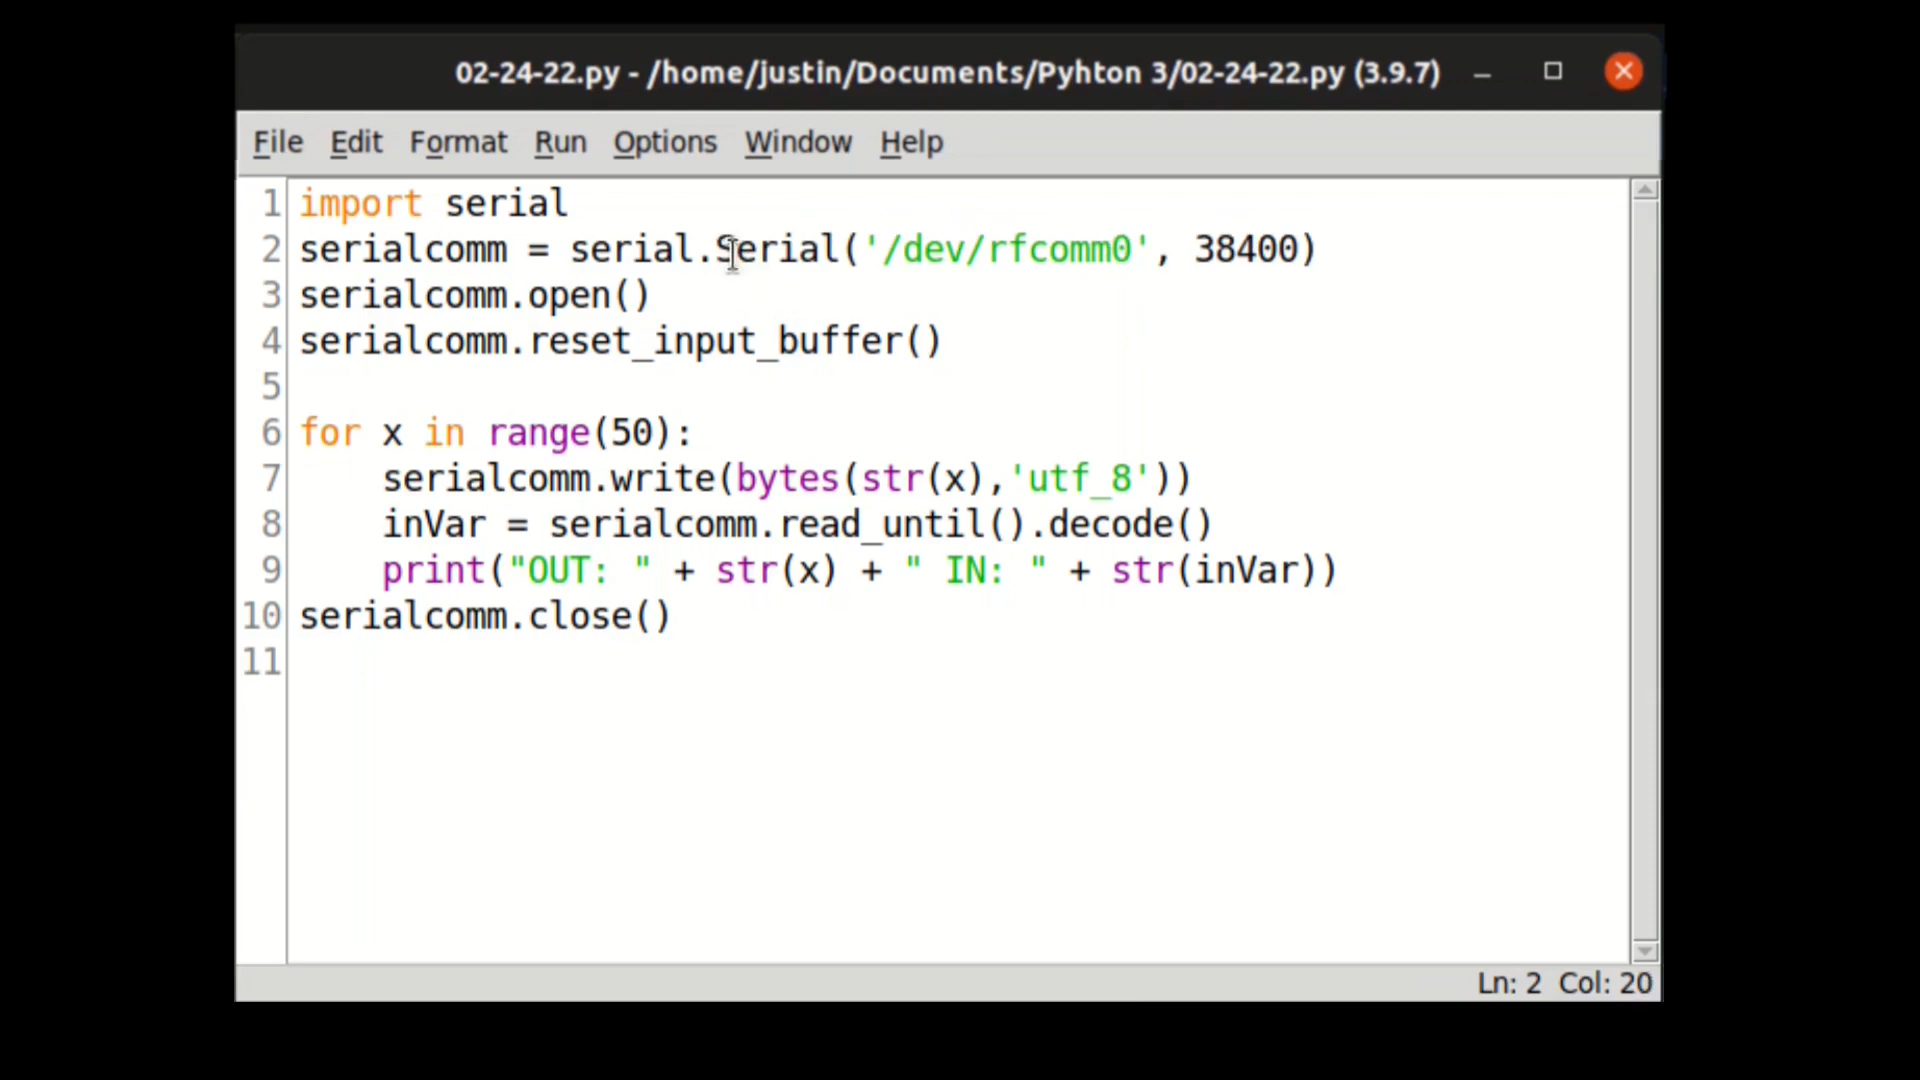 02-24-22.py - /home/justin/Documents/Pyhton 3/02-24-22.py (3.9.7)
File Edit Format Run Options Window Help
1 import serial
2 serialcomm = serial.Serial('/dev/rfcomm0', 38400)
3 serialcomm.open()
4 serialcomm.reset_input_buffer()
5
6 for x in range(50):
7     serialcomm.write(bytes(str(x),'utf_8'))
8     inVar = serialcomm.read_until().decode()
9     print("OUT: " + str(x) + " IN: " + str(inVar))
10 serialcomm.close()
11
Ln: 2 Col: 20